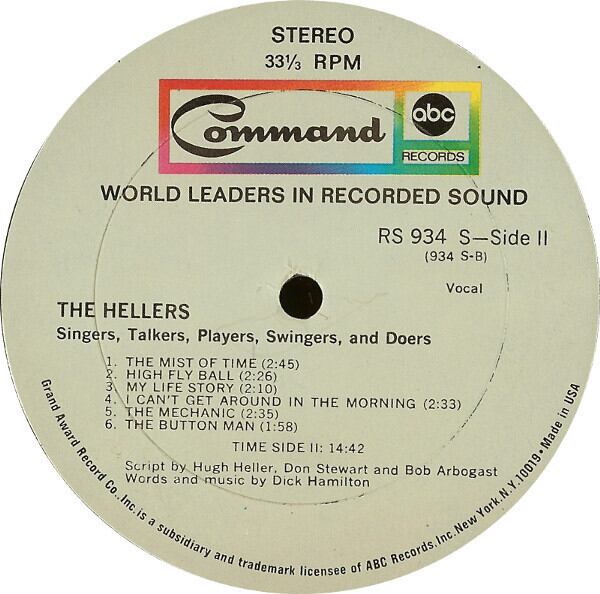 STEREO
33⅓ RPM
Command
abc
RECORDS
WORLD LEADERS IN RECORDED SOUND
RS 934 S—Side II
(934 S-B)
Vocal
THE HELLERS
Singers, Talkers, Players, Swingers, and Doers
1. THE MIST OF TIME (2:45)
2. HIGH FLY BALL (2:26)
3. MY LIFE STORY (2:10)
4. I CAN'T GET AROUND IN THE MORNING (2:33)
5. THE MECHANIC (2:35)
6. THE BUTTON MAN (1:58)
TIME SIDE II: 14:42
Script by Hugh Heller, Don Stewart and Bob Arbogast
Words and music by Dick Hamilton
Grand Award Record Co., Inc. is a subsidiary and trademark licensee of ABC Records, Inc. New York. N.Y. 10019 • Made in USA